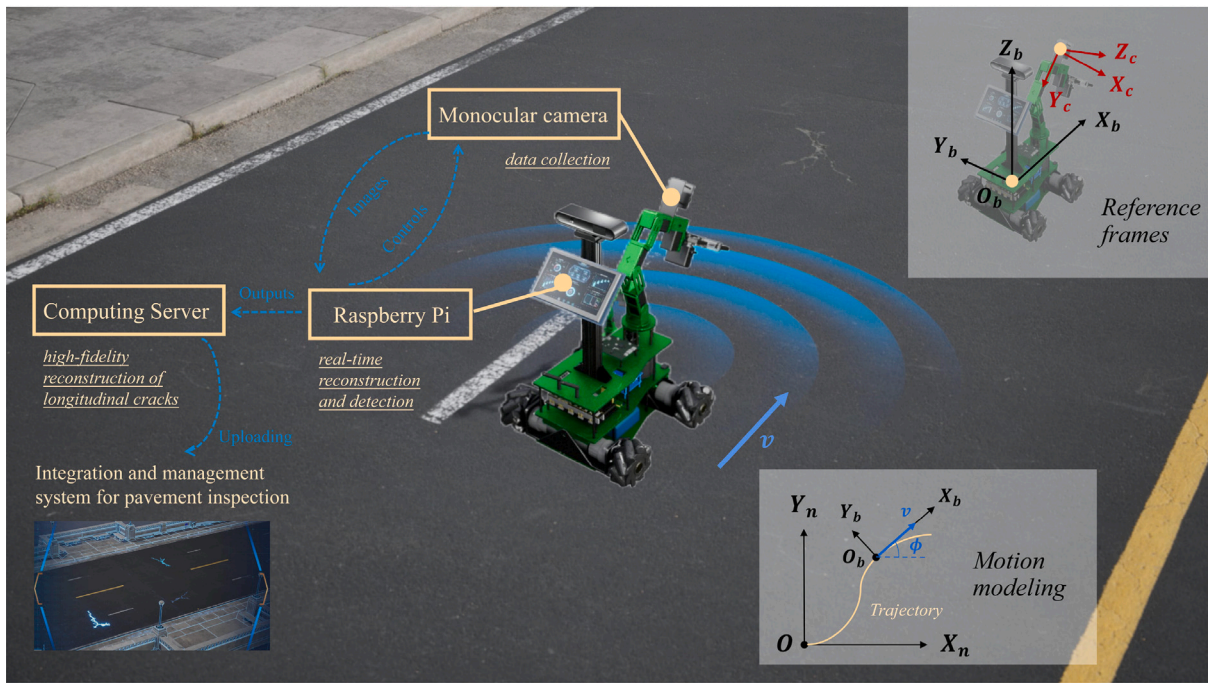 Monocular camera
data collection
Images
Controls
Computing Server
Outputs
Raspberry Pi
high-fidelity
reconstruction of
longitudinal cracks
real-time
reconstruction
and detection
Uploading
Integration and management
system for pavement inspection
v
Z_b
Z_c
X_c
Y_c
X_b
Y_b
O_b
Reference
frames
Y_n
Y_b
v
X_b
O_b
ϕ
Motion
modeling
Trajectory
O
X_n